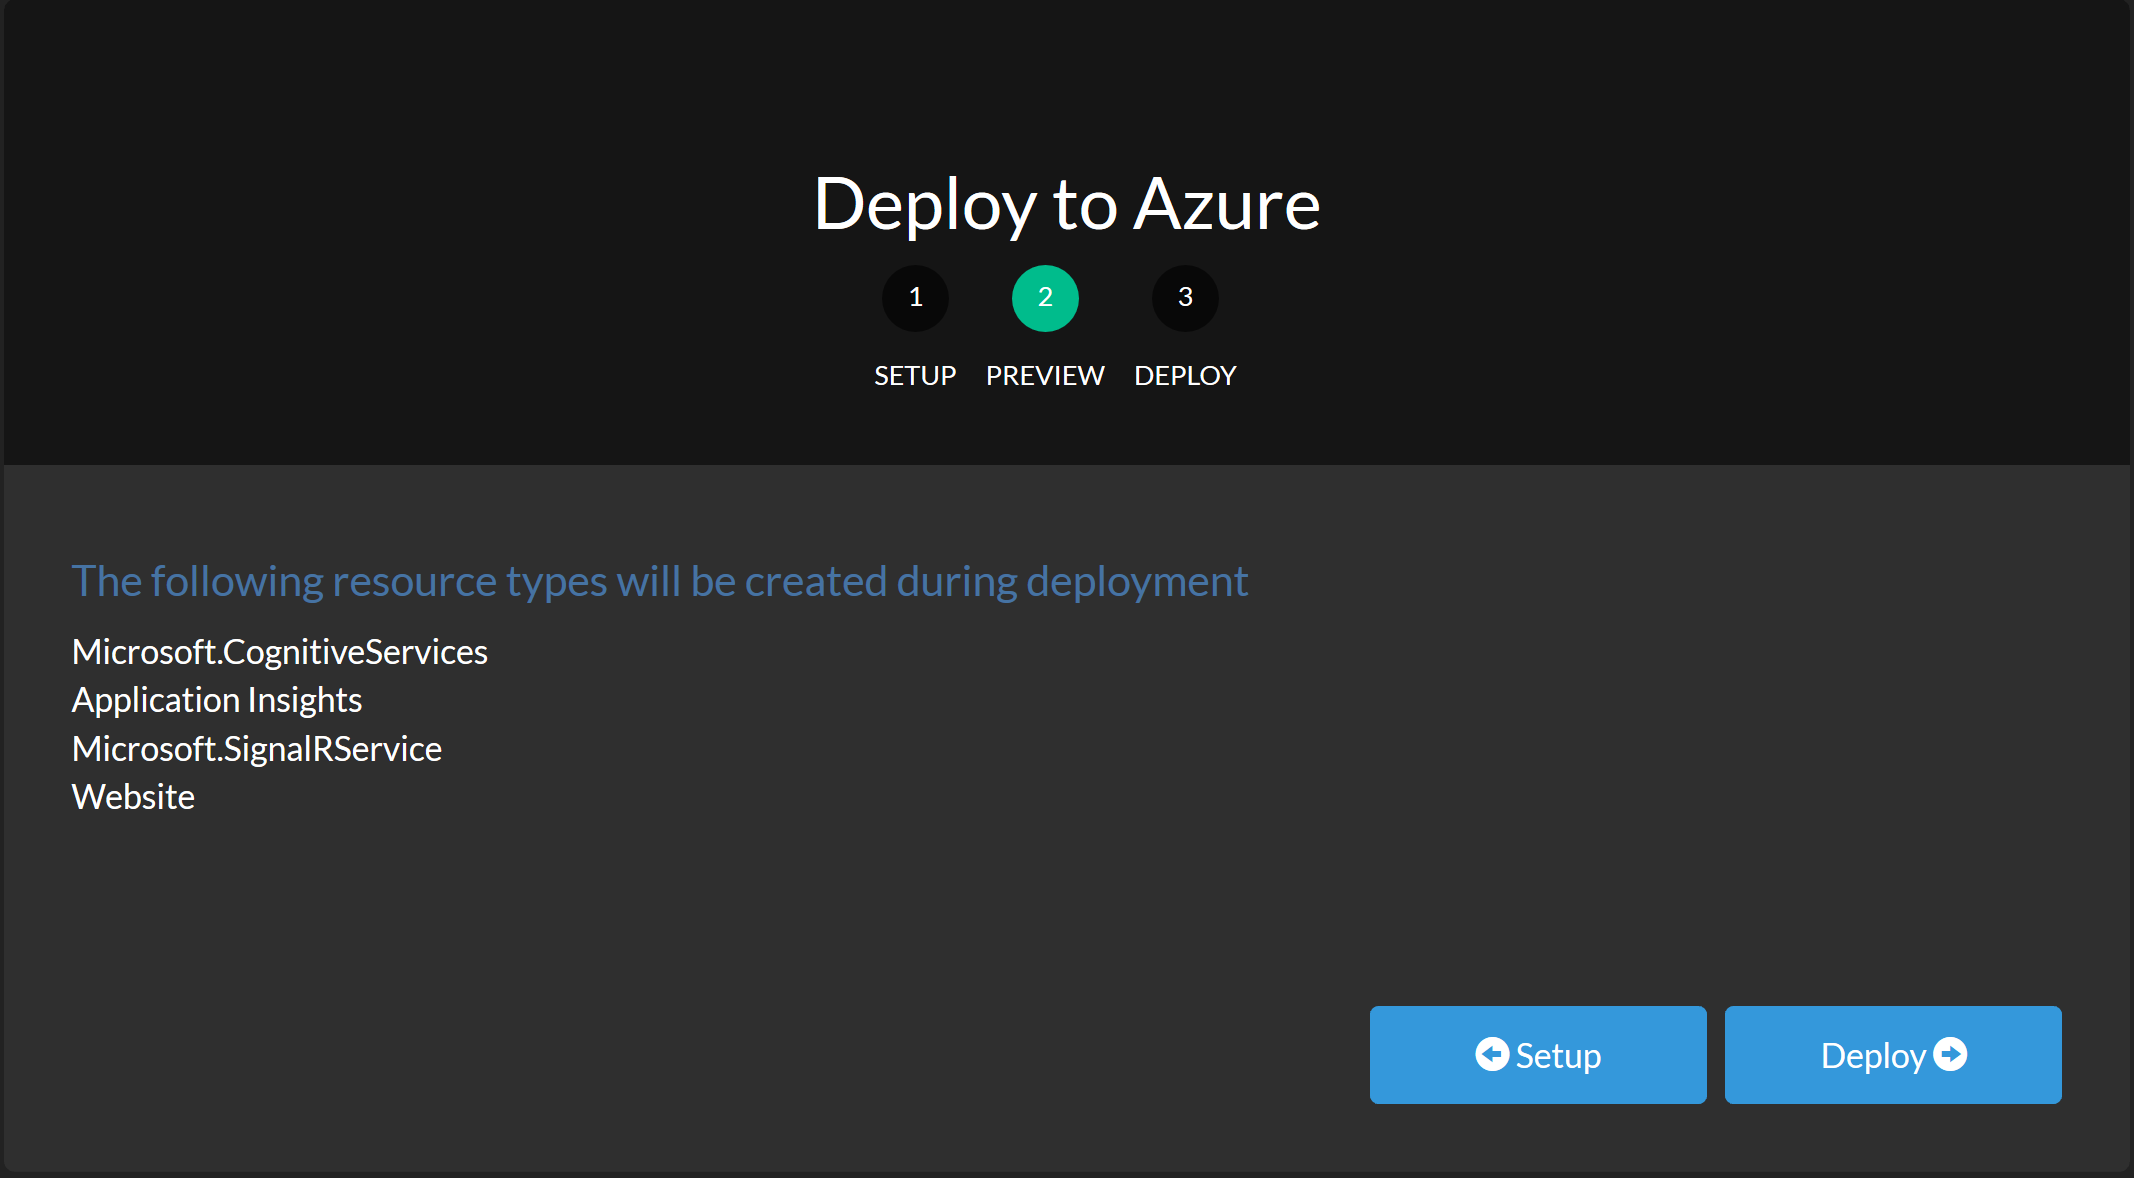 Deploy to Azure
1 2 3
SETUP PREVIEW DEPLOY
The following resource types will be created during deployment
Microsoft.CognitiveServices
Application Insights
Microsoft.SignalRService
Website
Setup Deploy